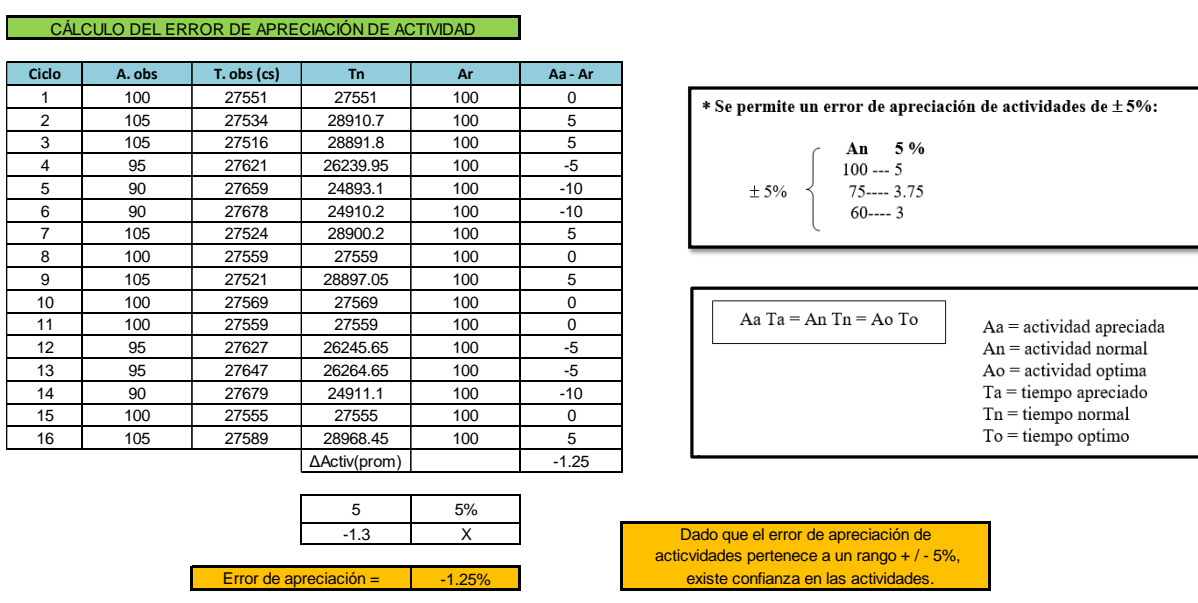 CÁLCULO DEL ERROR DE APRECIACIÓN DE ACTIVIDAD
Ciclo A. obs T. obs (cs) Tn Ar Aa - Ar
1 100 27551 27551 100 0
2 105 27534 28910.7 100 5
3 105 27516 28891.8 100 5
4 95 27621 26239.95 100 -5
5 90 27659 24893.1 100 -10
6 90 27678 24910.2 100 -10
7 105 27524 28900.2 100 5
8 100 27559 27559 100 0
9 105 27521 28897.05 100 5
10 100 27569 27569 100 0
11 100 27559 27559 100 0
12 95 27627 26245.65 100 -5
13 95 27647 26264.65 100 -5
14 90 27679 24911.1 100 -10
15 100 27555 27555 100 0
16 105 27589 28968.45 100 5
ΔActiv(prom) -1.25
5 5%
-1.3 X
Error de apreciación = -1.25%
* Se permite un error de apreciación de actividades de ± 5%:
An 5 %
100 --- 5
± 5% 75---- 3.75
60---- 3
Aa Ta = An Tn = Ao To
Aa = actividad apreciada
An = actividad normal
Ao = actividad optima
Ta = tiempo apreciado
Tn = tiempo normal
To = tiempo optimo
Dado que el error de apreciación de
acticvidades pertenece a un rango + / - 5%,
existe confianza en las actividades.